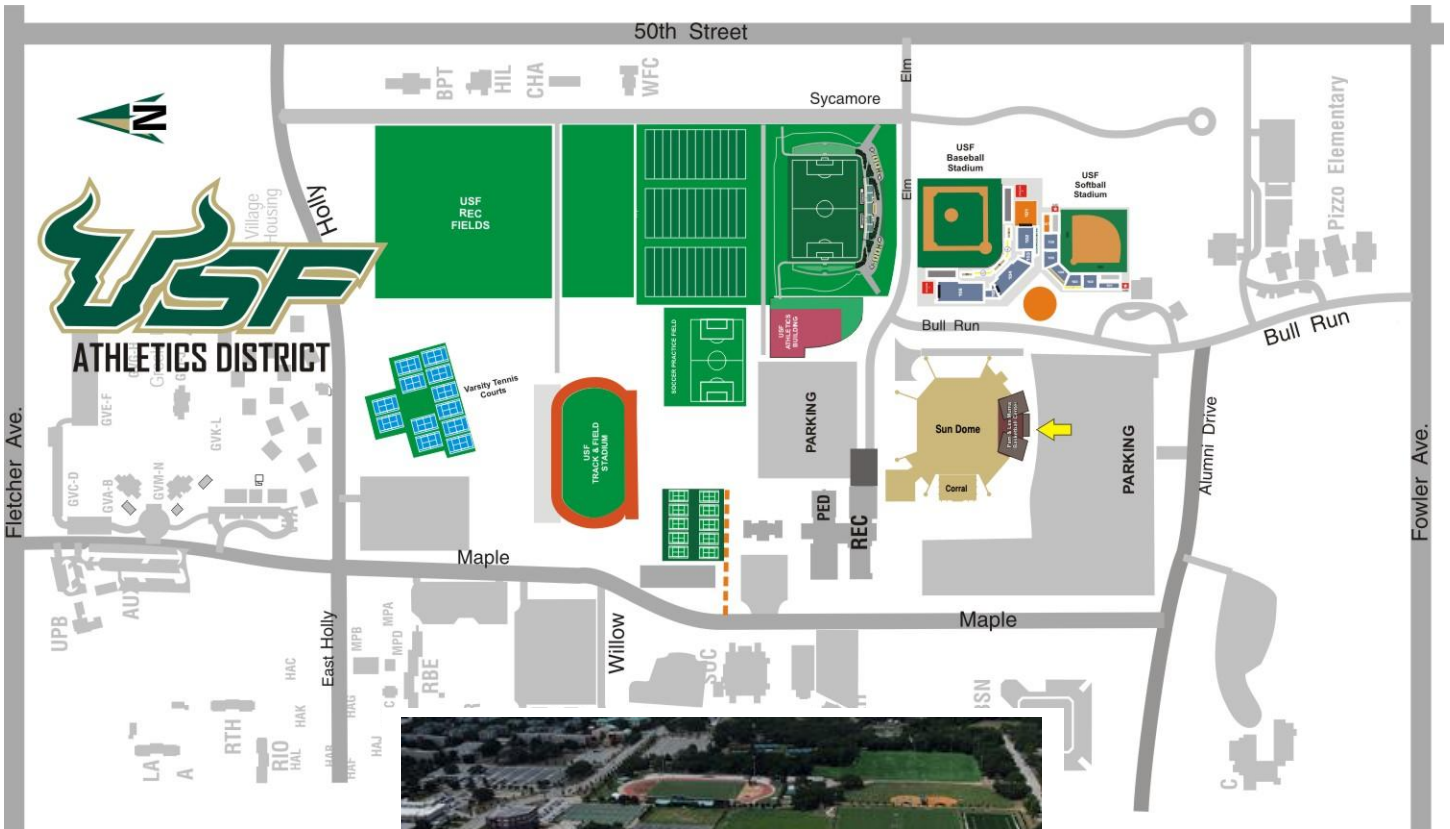 50th Street
Elm
BPT
HIL
CHA
WFC
Sycamore
N
Pizzo Elementary
USF
Baseball
Stadium
USF
Softball
Stadium
Village
Housing
Holly
USF
REC
FIELDS
Elm
USF
ATHLETICS DISTRICT
Bull Run
Bull Run
USF
ATHLETICS
BUILDING
SOCCER PRACTICE FIELD
Varsity Tennis
Courts
GVE-F
GVK-L
PARKING
Sun Dome
Alumni Drive
USF
TRACK & FIELD
STADIUM
PARKING
Fletcher Ave.
Fowler Ave.
GVC-D
GVA-B
GVM-N
Corral
PED
REC
Maple
AUX
UPB
East Holly
Willow
Maple
MPA
MPB
MPD
HAC
RBE
HAG
HAK
RTH
RIO
HAL
HAJ
HAF
LA
A
C